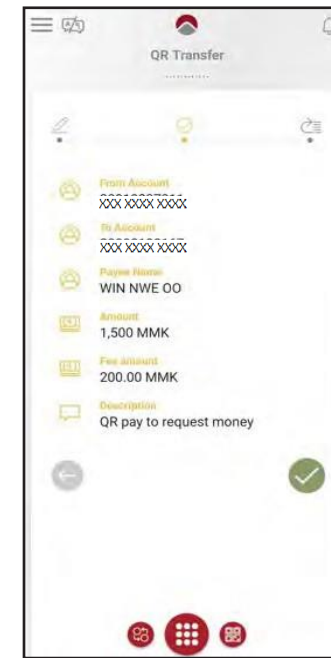 QR Transfer
From Account
XXX XXXX XXXX
To Account
XXX XXXX XXXX
Payee Name
WIN NWE OO
Amount
1,500 MMK
Fee amount
200.00 MMK
Description
QR pay to request money